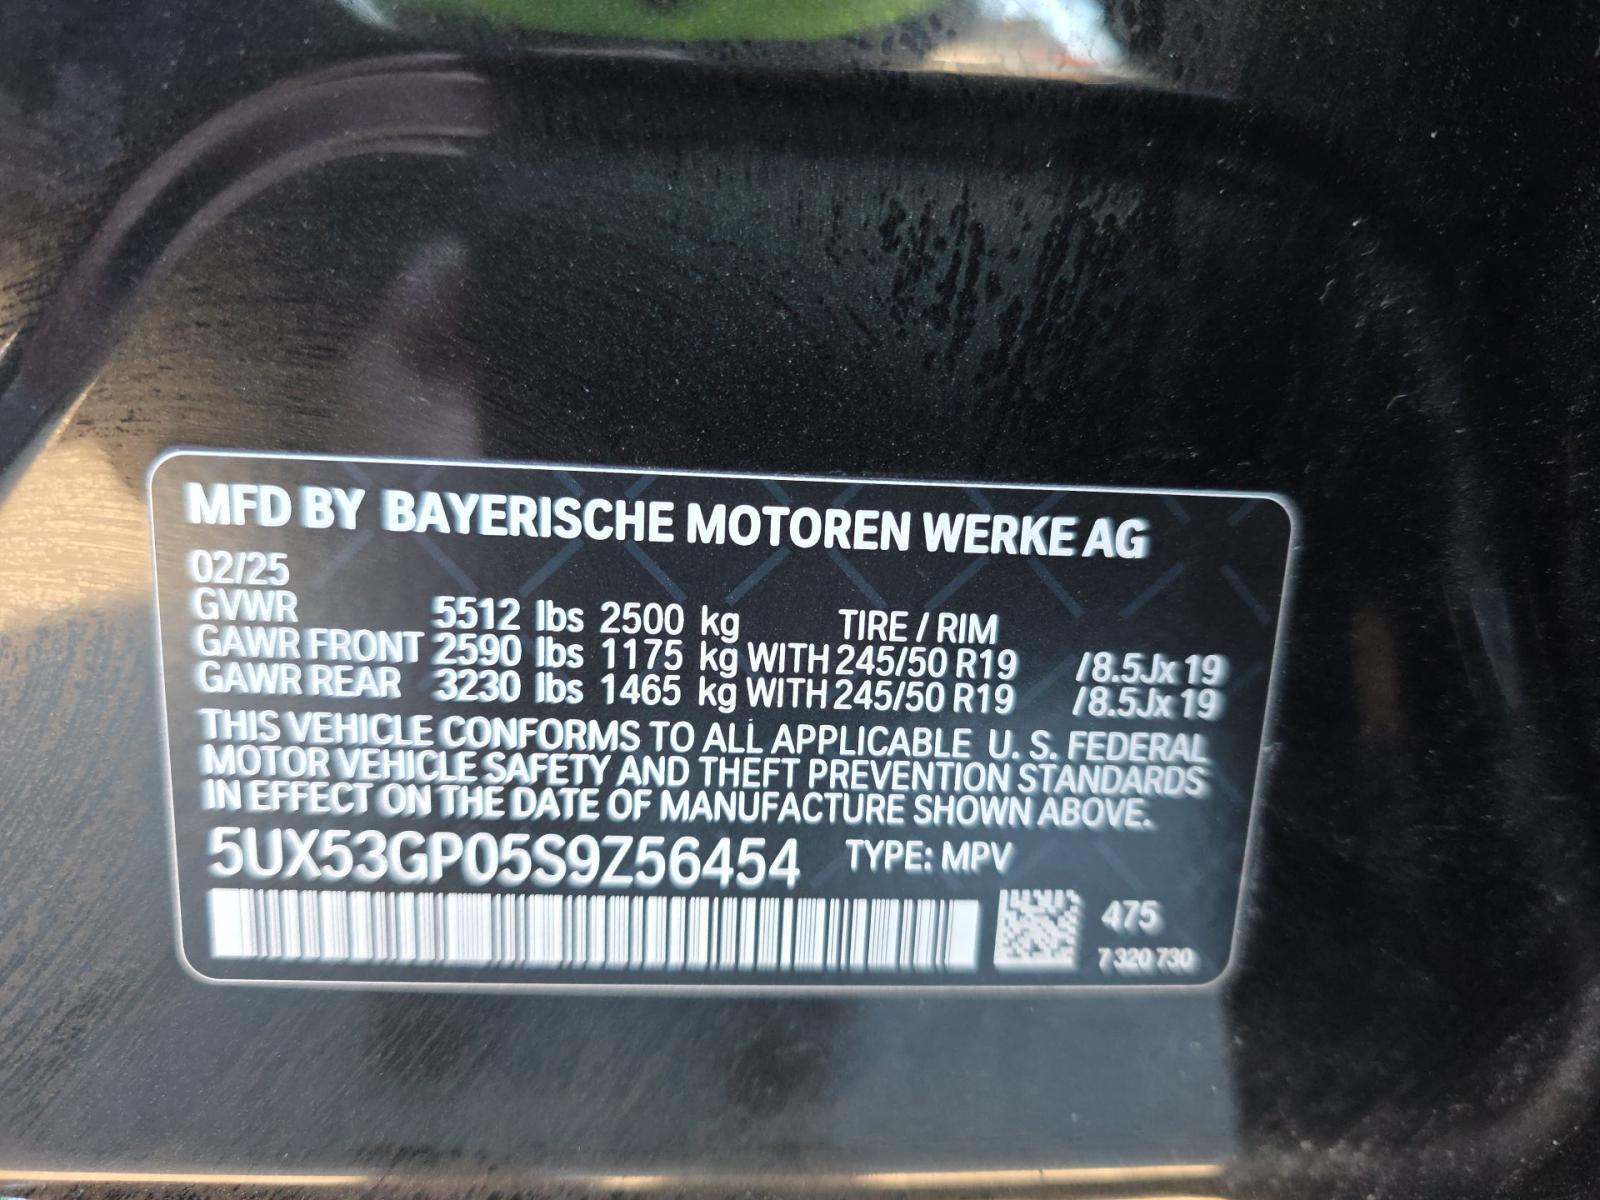 MFD BY BAYERISCHE MOTOREN WERKE AG
02/25
GVWR 5512 lbs 2500 kg TIRE / RIM
GAWR FRONT 2590 lbs 1175 kg WITH 245/50 R19 /8.5Jx19
GAWR REAR 3230 lbs 1465 kg WITH 245/50 R19 /8.5Jx19
THIS VEHICLE CONFORMS TO ALL APPLICABLE U. S. FEDERAL
MOTOR VEHICLE SAFETY AND THEFT PREVENTION STANDARDS
IN EFFECT ON THE DATE OF MANUFACTURE SHOWN ABOVE.
5UX53GP05S9Z56454 TYPE: MPV
475
7 320 730